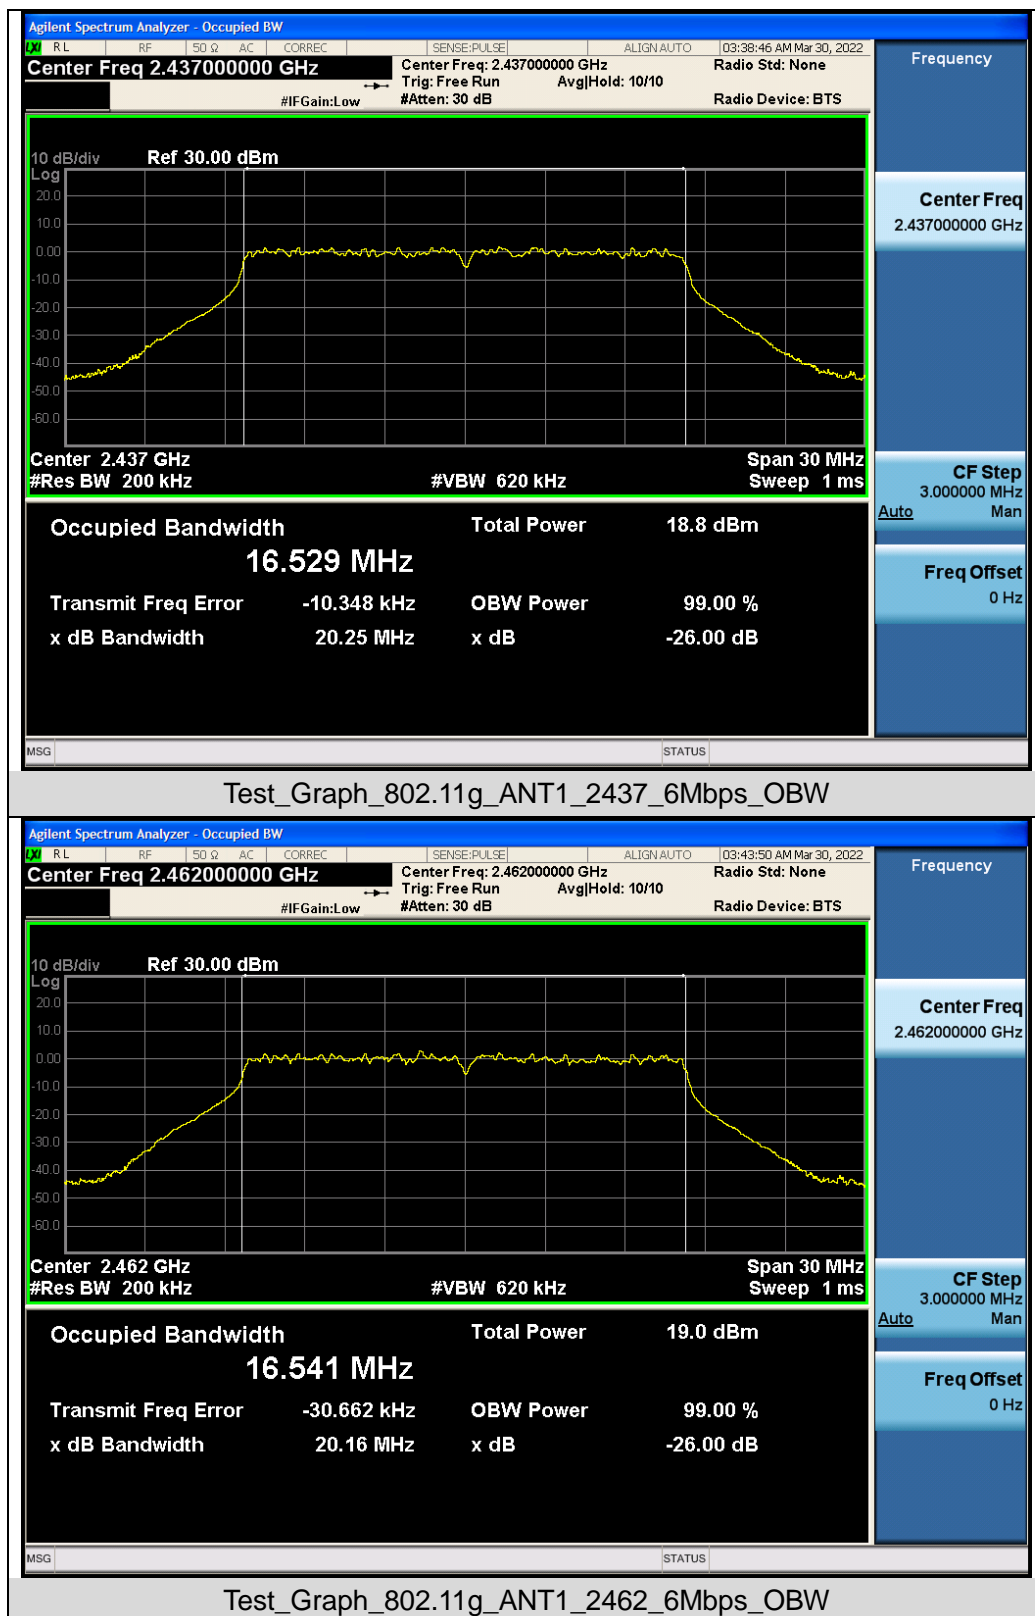 Agilent Spectrum Analyzer - Occupied BW
LXI RL RF 50 Ω AC CORREC SENSE:PULSE ALIGN AUTO 03:38:46 AM Mar 30, 2022
Center Freq 2.437000000 GHz Center Freq: 2.437000000 GHz Radio Std: None Frequency
Trig: Free Run Avg|Hold: 10/10
#IFGain:Low #Atten: 30 dB Radio Device: BTS
10 dB/div Ref 30.00 dBm
Log
20.0
10.0
0.00
-10.0
-20.0
-30.0
-40.0
-50.0
-60.0
Center Freq
2.437000000 GHz
Center 2.437 GHz Span 30 MHz
#Res BW 200 kHz #VBW 620 kHz Sweep 1 ms
CF Step
3.000000 MHz
Auto Man
Occupied Bandwidth Total Power 18.8 dBm
16.529 MHz
Freq Offset
0 Hz
Transmit Freq Error -10.348 kHz OBW Power 99.00 %
x dB Bandwidth 20.25 MHz x dB -26.00 dB
MSG STATUS
Test_Graph_802.11g_ANT1_2437_6Mbps_OBW
Agilent Spectrum Analyzer - Occupied BW
LXI RL RF 50 Ω AC CORREC SENSE:PULSE ALIGN AUTO 03:43:50 AM Mar 30, 2022
Center Freq 2.462000000 GHz Center Freq: 2.462000000 GHz Radio Std: None Frequency
Trig: Free Run Avg|Hold: 10/10
#IFGain:Low #Atten: 30 dB Radio Device: BTS
10 dB/div Ref 30.00 dBm
Log
20.0
10.0
0.00
-10.0
-20.0
-30.0
-40.0
-50.0
-60.0
Center Freq
2.462000000 GHz
Center 2.462 GHz Span 30 MHz
#Res BW 200 kHz #VBW 620 kHz Sweep 1 ms
CF Step
3.000000 MHz
Auto Man
Occupied Bandwidth Total Power 19.0 dBm
16.541 MHz
Freq Offset
0 Hz
Transmit Freq Error -30.662 kHz OBW Power 99.00 %
x dB Bandwidth 20.16 MHz x dB -26.00 dB
MSG STATUS
Test_Graph_802.11g_ANT1_2462_6Mbps_OBW